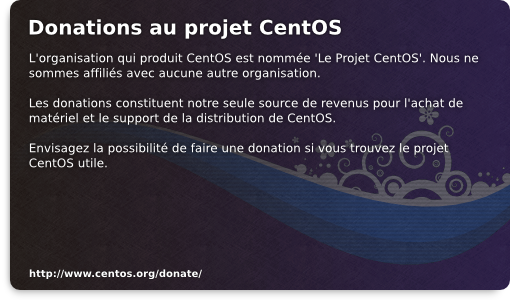 Donations au projet CentOS
L'organisation qui produit CentOS est nommée 'Le Projet CentOS'. Nous ne
sommes affiliés avec aucune autre organisation.
Les donations constituent notre seule source de revenus pour l'achat de
matériel et le support de la distribution de CentOS.
Envisagez la possibilité de faire une donation si vous trouvez le projet
CentOS utile.
http://www.centos.org/donate/